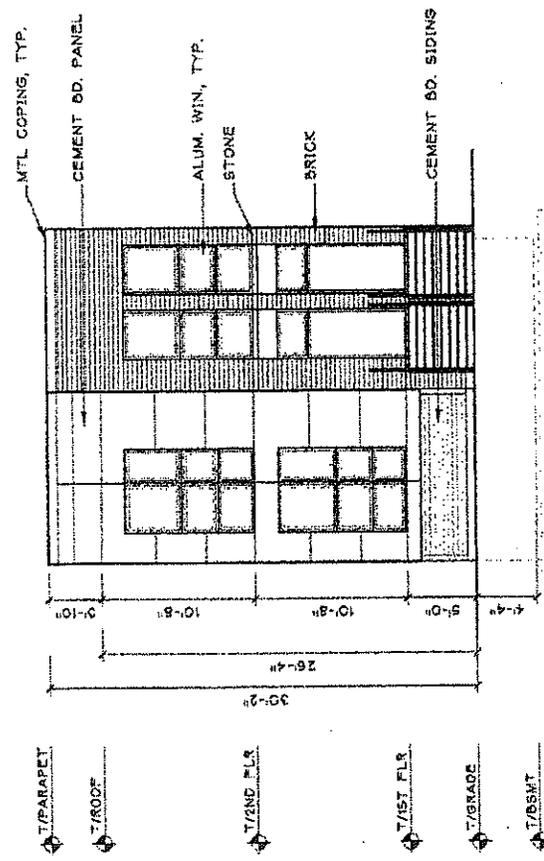 MTL COPING, TYP.
CEMENT BD. PANEL
ALUM. WIN., TYP.
STONE
BRICK
CEMENT BD. SIDING
3'-10"
10'-8"
10'-8"
5'-0"
4'-4"
26'-4"
30'-2"
T/PARAPET
T/ROOF
T/2ND FLR
T/1ST FLR
T/GRADE
T/BSMT